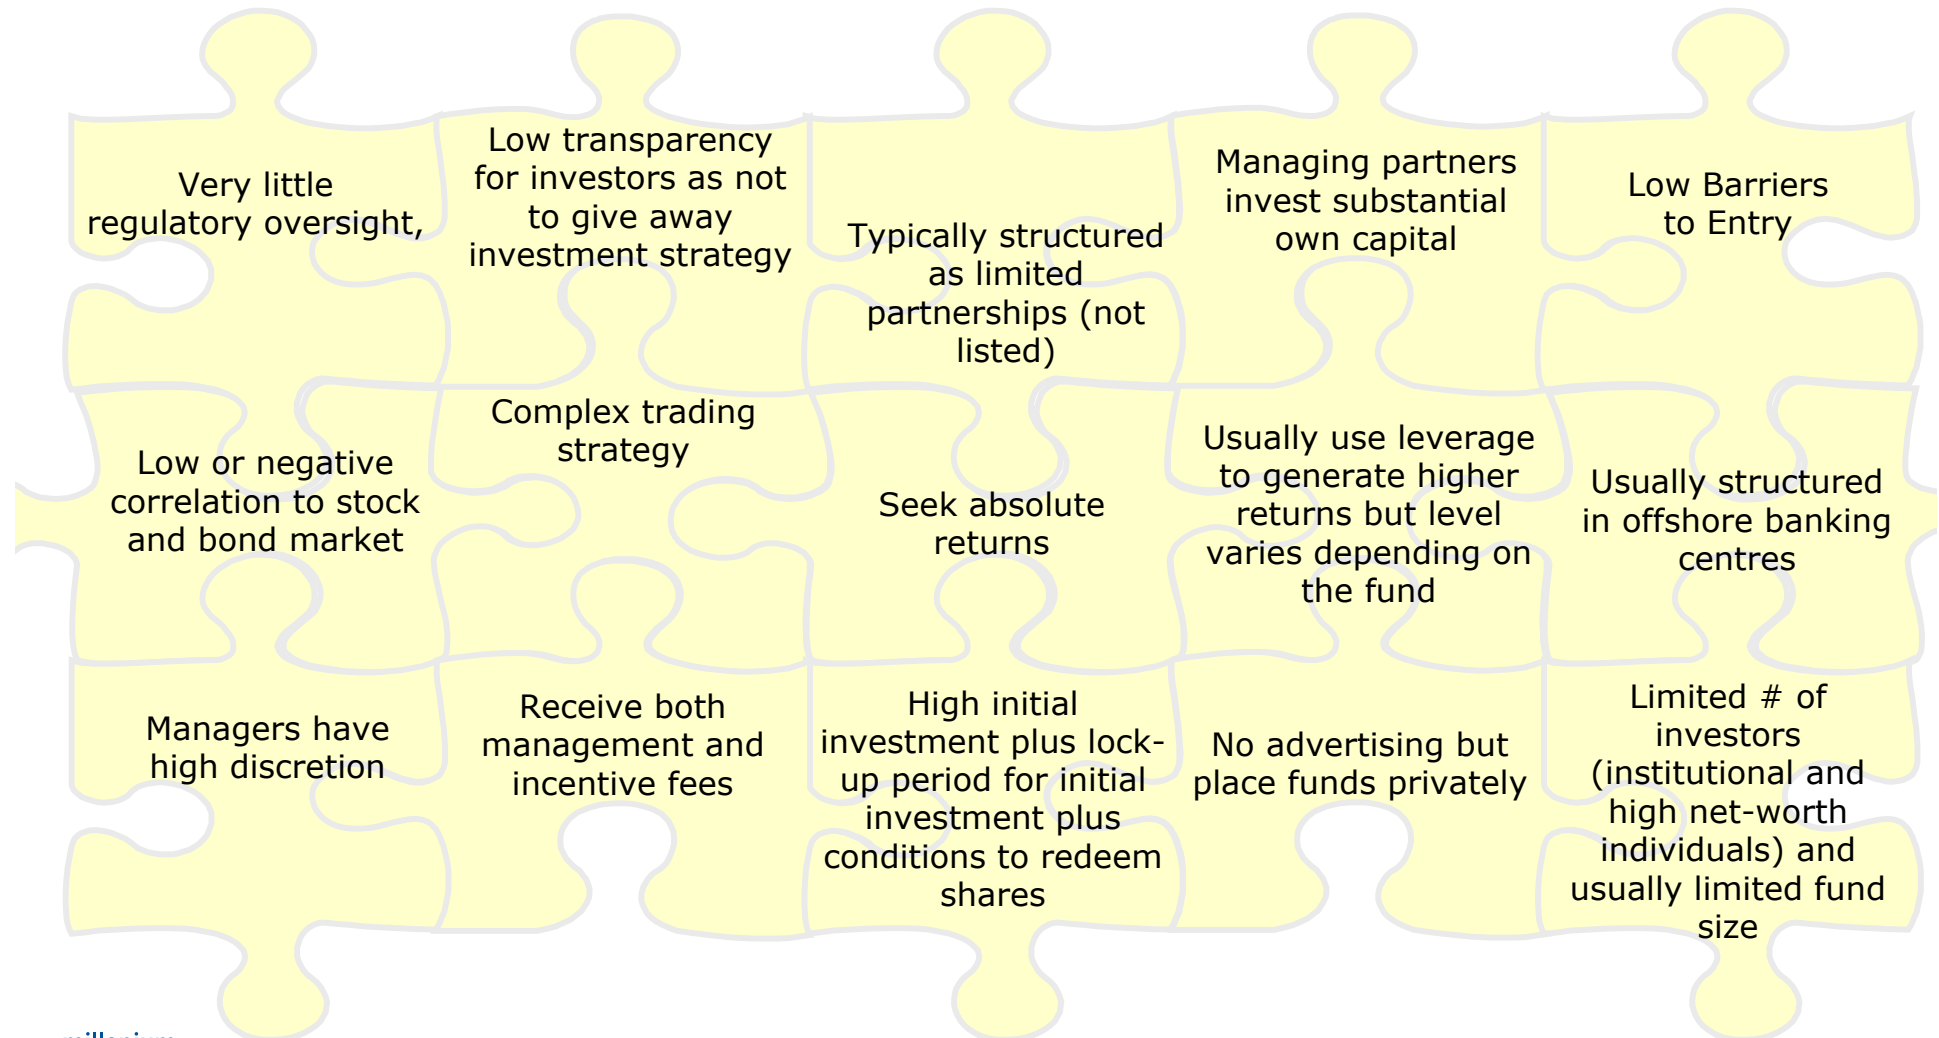 Very little
regulatory oversight,
Low transparency
for investors as not
to give away
investment strategy
Typically structured
as limited
partnerships (not
listed)
Managing partners
invest substantial
own capital
Low Barriers
to Entry
Low or negative
correlation to stock
and bond market
Complex trading
strategy
Seek absolute
returns
Usually use leverage
to generate higher
returns but level
varies depending on
the fund
Usually structured
in offshore banking
centres
Managers have
high discretion
Receive both
management and
incentive fees
High initial
investment plus lock-
up period for initial
investment plus
conditions to redeem
shares
No advertising but
place funds privately
Limited # of
investors
(institutional and
high net-worth
individuals) and
usually limited fund
size